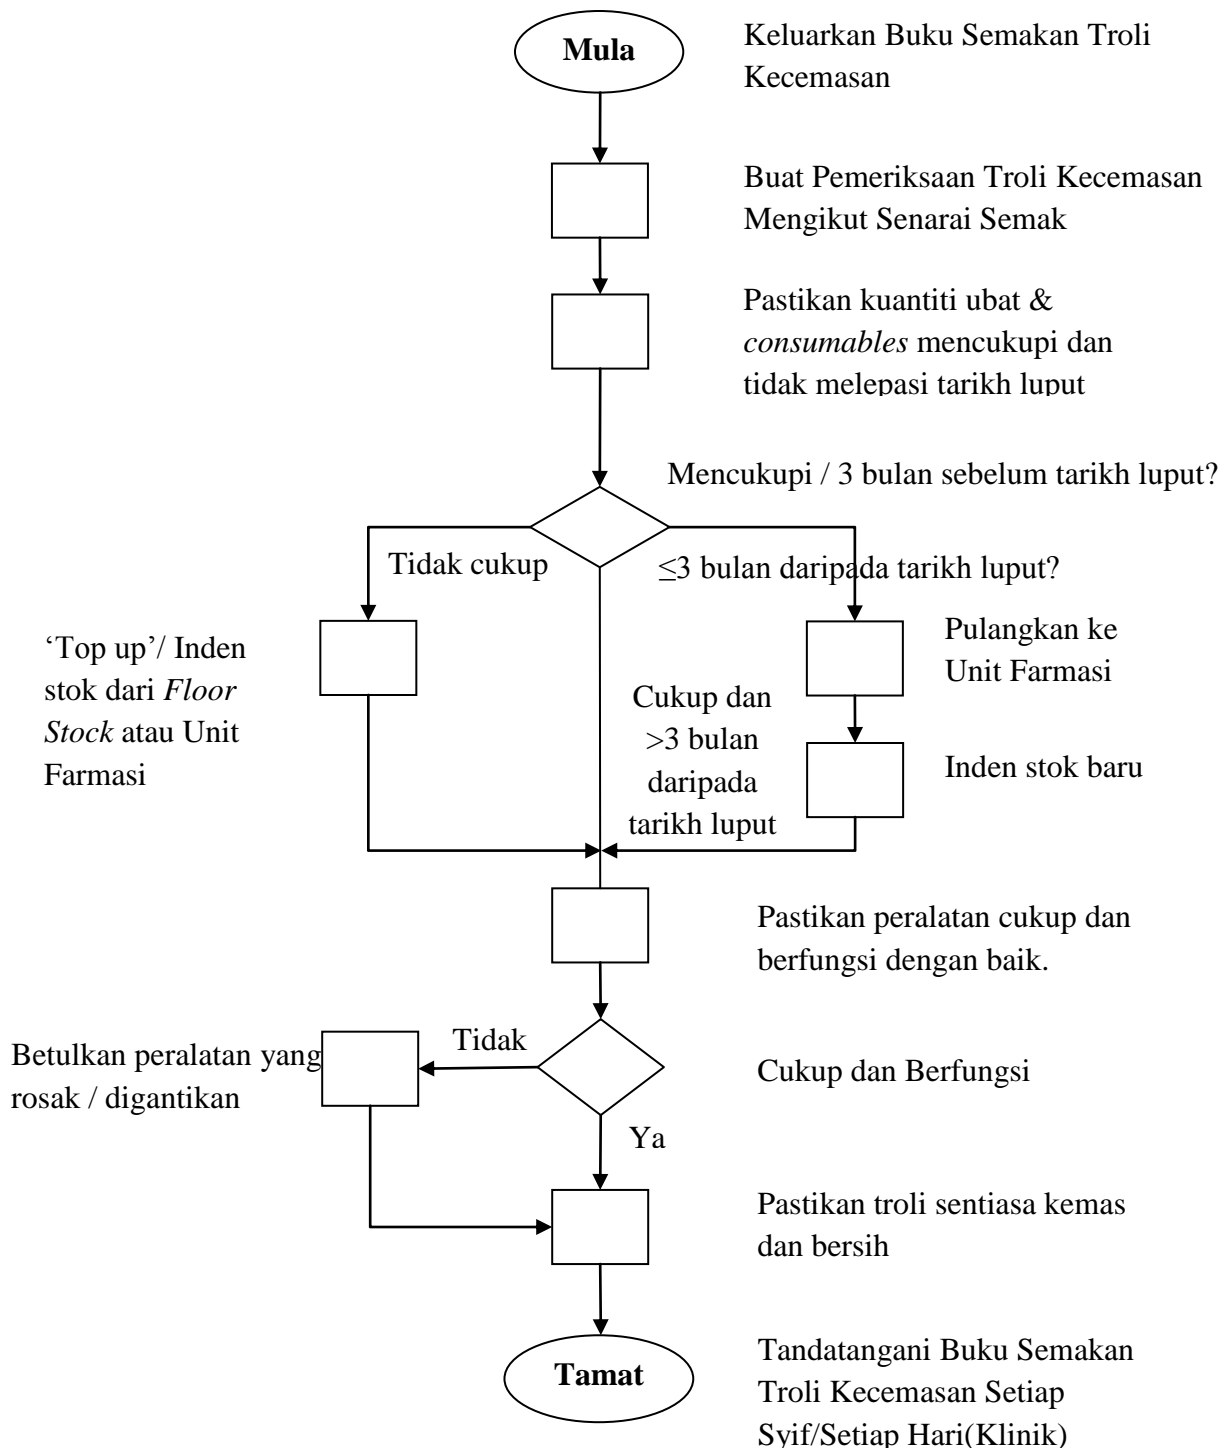 Mula
Keluarkan Buku Semakan Troli
Kecemasan
Buat Pemeriksaan Troli Kecemasan
Mengikut Senarai Semak
Pastikan kuantiti ubat &
consumables mencukupi dan
tidak melepasi tarikh luput
Mencukupi / 3 bulan sebelum tarikh luput?
Tidak cukup
≤3 bulan daripada tarikh luput?
‘Top up’/ Inden
stok dari Floor
Stock atau Unit
Farmasi
Pulangkan ke
Unit Farmasi
Cukup dan
>3 bulan
daripada
tarikh luput
Inden stok baru
Pastikan peralatan cukup dan
berfungsi dengan baik.
Tidak
Betulkan peralatan yang
rosak / digantikan
Cukup dan Berfungsi
Ya
Pastikan troli sentiasa kemas
dan bersih
Tamat
Tandatangani Buku Semakan
Troli Kecemasan Setiap
Syif/Setiap Hari(Klinik)